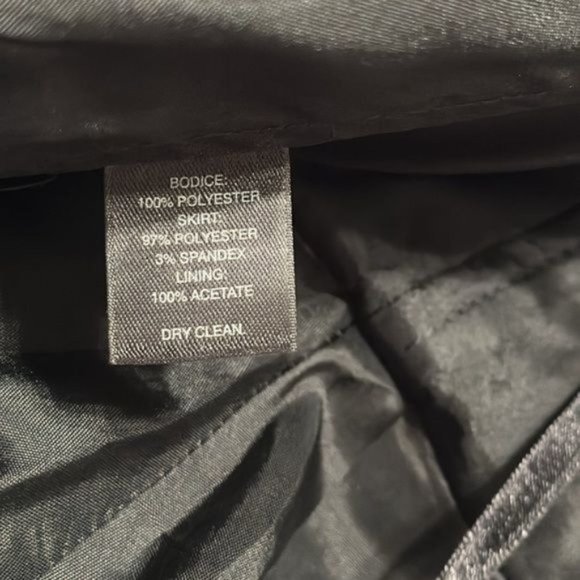 BODICE:
100% POLYESTER
SKIRT:
97% POLYESTER
3% SPANDEX
LINING:
100% ACETATE
DRY CLEAN.